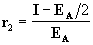 r₂ = (I − E_A/2) / E_A